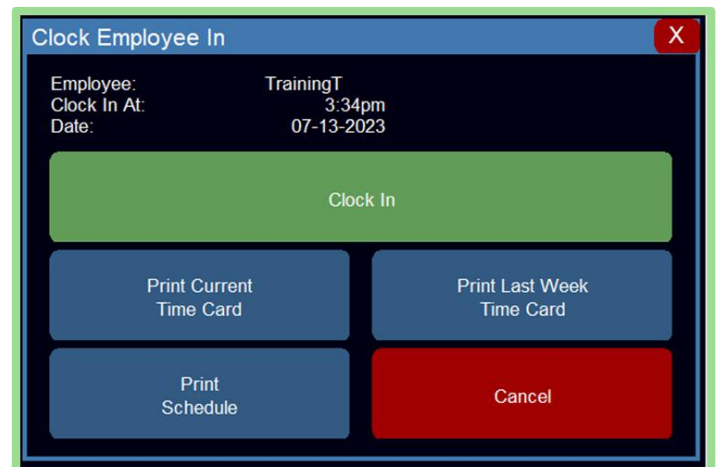 Clock Employee In
X
Employee: TrainingT
Clock In At: 3:34pm
Date: 07-13-2023
Clock In
Print Current
Time Card
Print Last Week
Time Card
Print
Schedule
Cancel